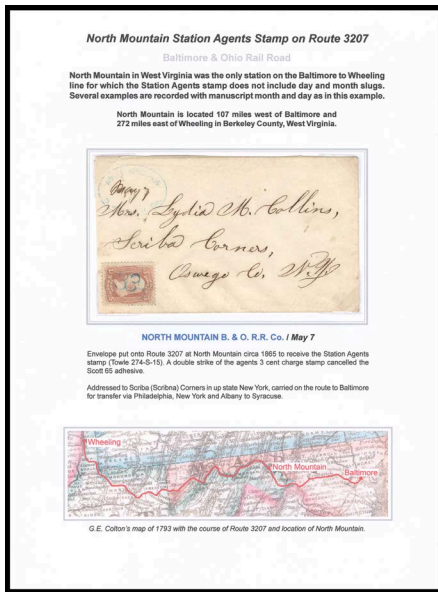 North Mountain Station Agents Stamp on Route 3207
Baltimore & Ohio Rail Road
North Mountain in West Virginia was the only station on the Baltimore to Wheeling
line for which the Station Agents stamp does not include day and month slugs.
Several examples are recorded with manuscript month and day as in this example.
North Mountain is located 107 miles west of Baltimore and
272 miles east of Wheeling in Berkeley County, West Virginia.
May 7
Mrs. Lydia M. Collins,
Scriba Corners,
Oswego Co, N.Y.
NORTH MOUNTAIN B. & O. R.R. Co. / May 7
Envelope put onto Route 3207 at North Mountain circa 1865 to receive the Station Agents
stamp (Towle 274-S-15). A double strike of the agents 3 cent charge stamp cancelled the
Scott 65 adhesive.
Addressed to Scriba (Scribna) Corners in up state New York, carried on the route to Baltimore
for transfer via Philadelphia, New York and Albany to Syracuse.
Wheeling
North Mountain
Baltimore
G.E. Colton's map of 1793 with the course of Route 3207 and location of North Mountain.